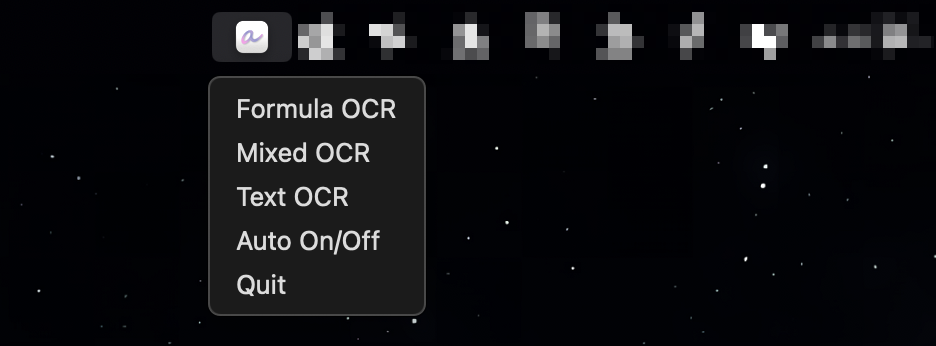 a
Formula OCR
Mixed OCR
Text OCR
Auto On/Off
Quit